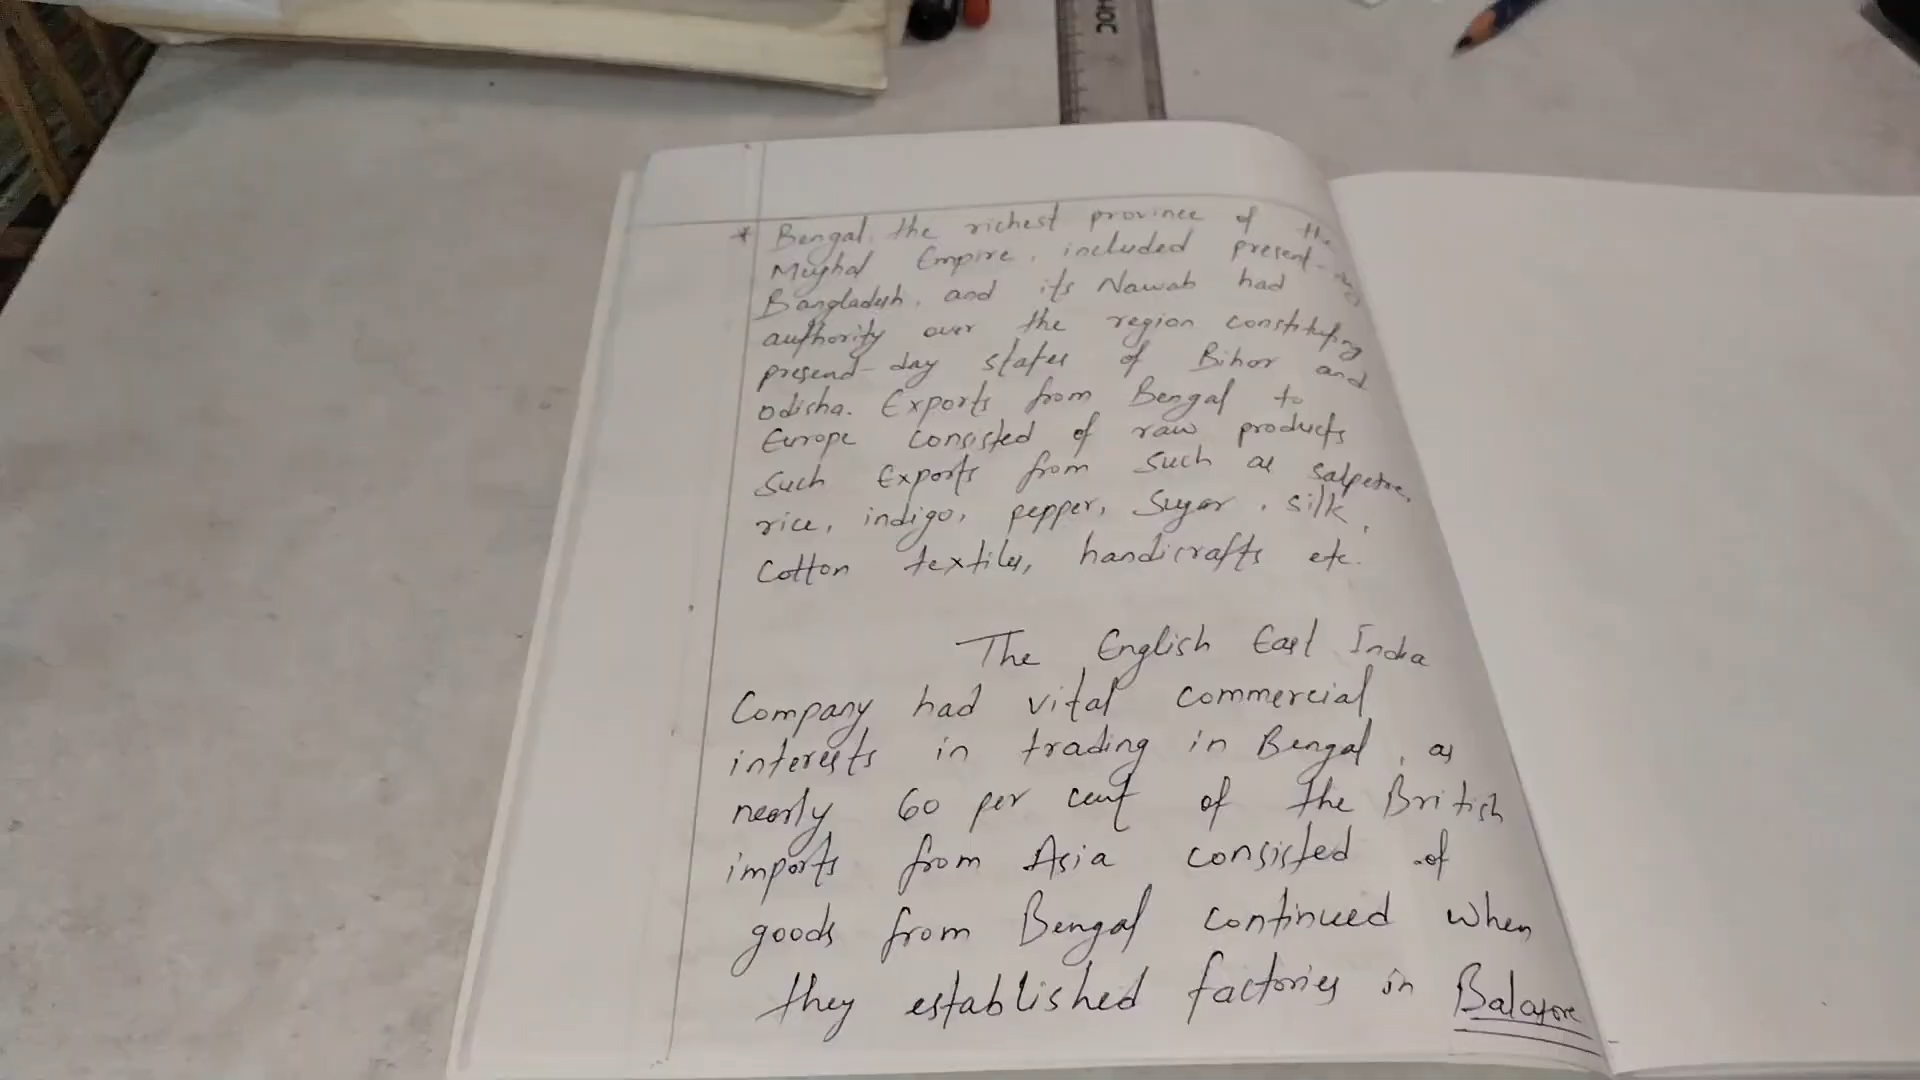 HOC
* Bengal, the richest province of the
Mughal Empire, included present-day
Bangladesh, and its Nawab had
authority over the region constituting
presend-day states of Bihar and
Odisha. Exports from Bengal to
Europe consisted of raw products
Such Exports from such as salpetre,
rice, indigo, pepper, Sugar, silk,
Cotton textiles, handicrafts etc.
The English East India
Company had vital commercial
interests in trading in Bengal, as
nearly 60 per cent of the British
imports from Asia consisted of
goods from Bengal continued when
they established factories in Balasore